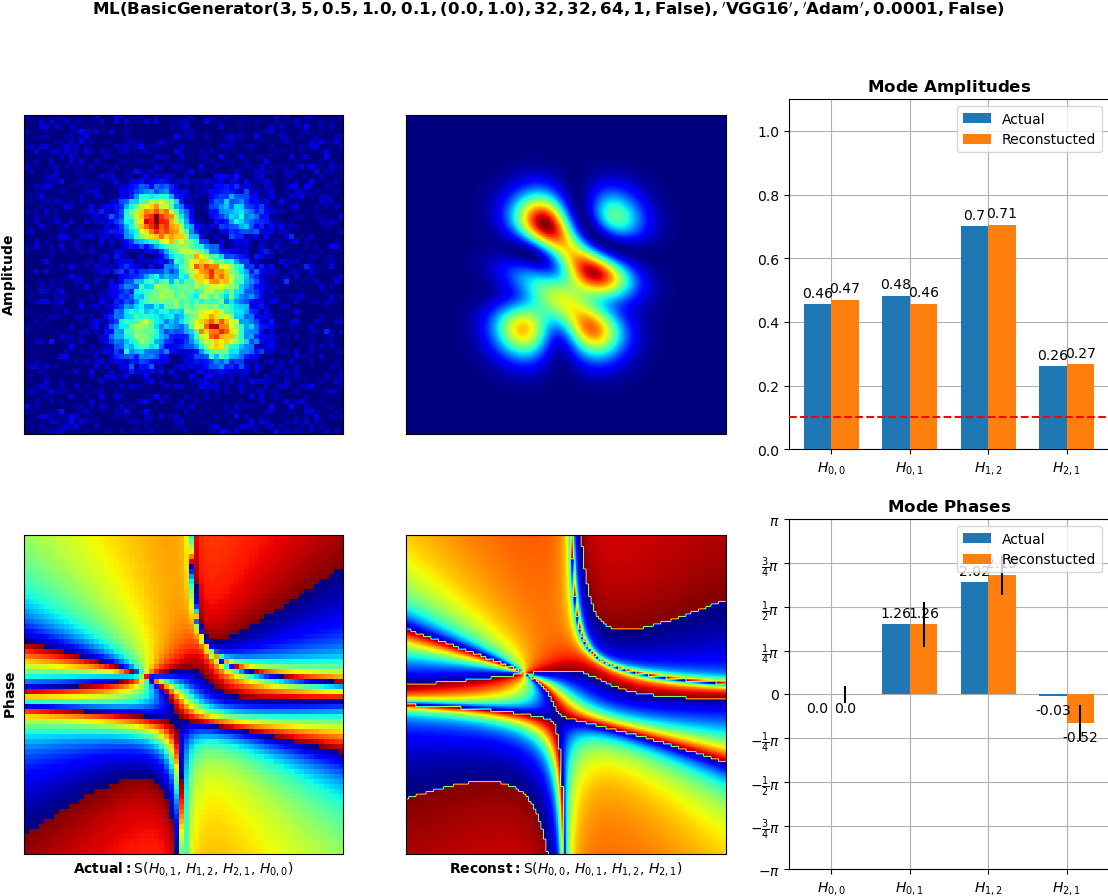 ML(BasicGenerator(3, 5, 0.5, 1.0, 0.1, (0.0, 1.0), 32, 32, 64, 1, False), ′VGG16′, ′Adam′, 0.0001, False)
Amplitude
Mode Amplitudes
Actual
Reconstucted
1.0
0.8
0.6
0.4
0.2
0.0
0.46 0.47
0.48 0.46
0.7 0.71
0.26 0.27
H0,0 H0,1 H1,2 H2,1
Phase
Actual: S(H0,1, H1,2, H2,1, H0,0)
Reconst: S(H0,0, H0,1, H1,2, H2,1)
Mode Phases
Actual
Reconstucted
π
3/4π
1/2π
1/4π
0
−1/4π
−1/2π
−3/4π
−π
0.0 0.0
1.26 1.26
2.02
-0.03
-0.52
H0,0 H0,1 H1,2 H2,1